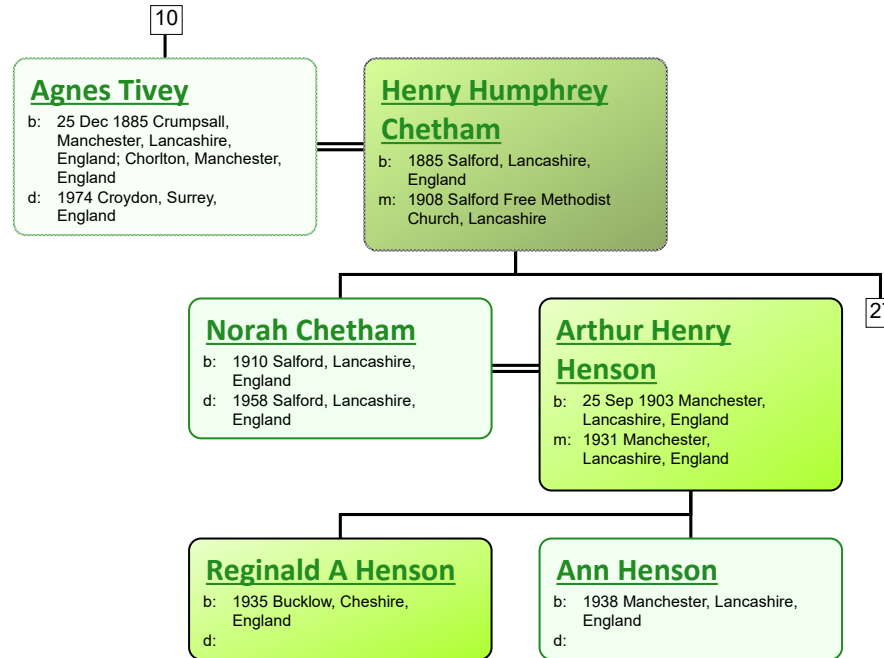 10
Agnes Tivey
b: 25 Dec 1885 Crumpsall,
Manchester, Lancashire,
England; Chorlton, Manchester,
England
d: 1974 Croydon, Surrey,
England
Henry Humphrey
Chetham
b: 1885 Salford, Lancashire,
England
m: 1908 Salford Free Methodist
Church, Lancashire
27
Norah Chetham
b: 1910 Salford, Lancashire,
England
d: 1958 Salford, Lancashire,
England
Arthur Henry
Henson
b: 25 Sep 1903 Manchester,
Lancashire, England
m: 1931 Manchester,
Lancashire, England
Reginald A Henson
b: 1935 Bucklow, Cheshire,
England
d:
Ann Henson
b: 1938 Manchester, Lancashire,
England
d: